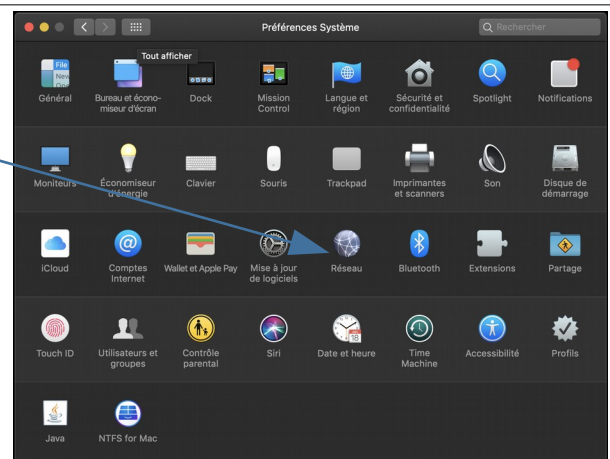 Préférences Système
Rechercher
Tout afficher
File
New
Général
Bureau et écono-
miseur d'écran
Dock
Mission
Control
Langue et
région
Sécurité et
confidentialité
Spotlight
Notifications
Moniteurs
Économiseur
d'énergie
Clavier
Souris
Trackpad
Imprimantes
et scanners
Son
Disque de
démarrage
iCloud
Comptes
Internet
Wallet et Apple Pay
Mise à jour
de logiciels
Réseau
Bluetooth
Extensions
Partage
Touch ID
Utilisateurs et
groupes
Contrôle
parental
Siri
18
Date et heure
Time
Machine
Accessibilité
Profils
Java
NTFS for Mac